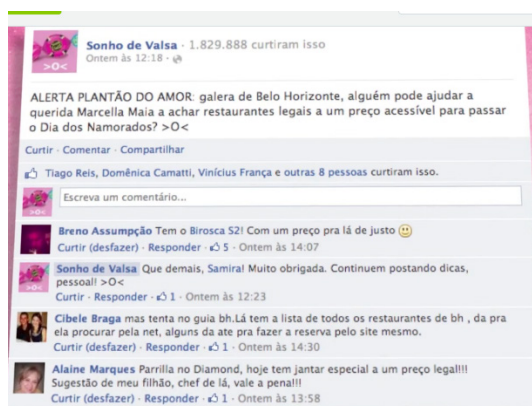 >O<
Sonho de Valsa · 1.829.888 curtiram isso
Ontem às 12:18 ·
ALERTA PLANTÃO DO AMOR: galera de Belo Horizonte, alguém pode ajudar a
querida Marcella Maia a achar restaurantes legais a um preço acessível para passar
o Dia dos Namorados? >O<
Curtir · Comentar · Compartilhar
Tiago Reis, Domênica Camatti, Vinícius França e outras 8 pessoas curtiram isso.
>O<
Escreva um comentário...
Breno Assumpção Tem o Birosca S2! Com um preço pra lá de justo
Curtir (desfazer) · Responder · 5 · Ontem às 14:07
>O<
Sonho de Valsa Que demais, Samira! Muito obrigada. Continuem postando dicas,
pessoal! >O<
Curtir · Responder · 1 · Ontem às 12:23
Cibele Braga mas tenta no guia bh.Lá tem a lista de todos os restaurantes de bh , da pra
ela procurar pela net, alguns da ate pra fazer a reserva pelo site mesmo.
Curtir (desfazer) · Responder · 1 · Ontem às 14:30
Alaine Marques Parrilla no Diamond, hoje tem jantar especial a um preço legal!!!
Sugestão de meu filhão, chef de lá, vale a pena!!!
Curtir (desfazer) · Responder · 1 · Ontem às 13:58